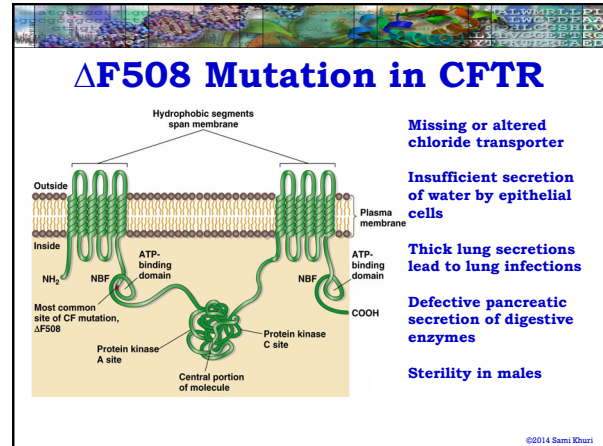 ΔF508 Mutation in CFTR
Hydrophobic segments
span membrane
Outside
Plasma
membrane
Inside
NH2
NBF
ATP-
binding
domain
Most common
site of CF mutation,
ΔF508
Protein kinase
A site
Central portion
of molecule
Protein kinase
C site
ATP-
binding
domain
NBF
COOH
Missing or altered
chloride transporter
Insufficient secretion
of water by epithelial
cells
Thick lung secretions
lead to lung infections
Defective pancreatic
secretion of digestive
enzymes
Sterility in males
©2014 Sami Khuri